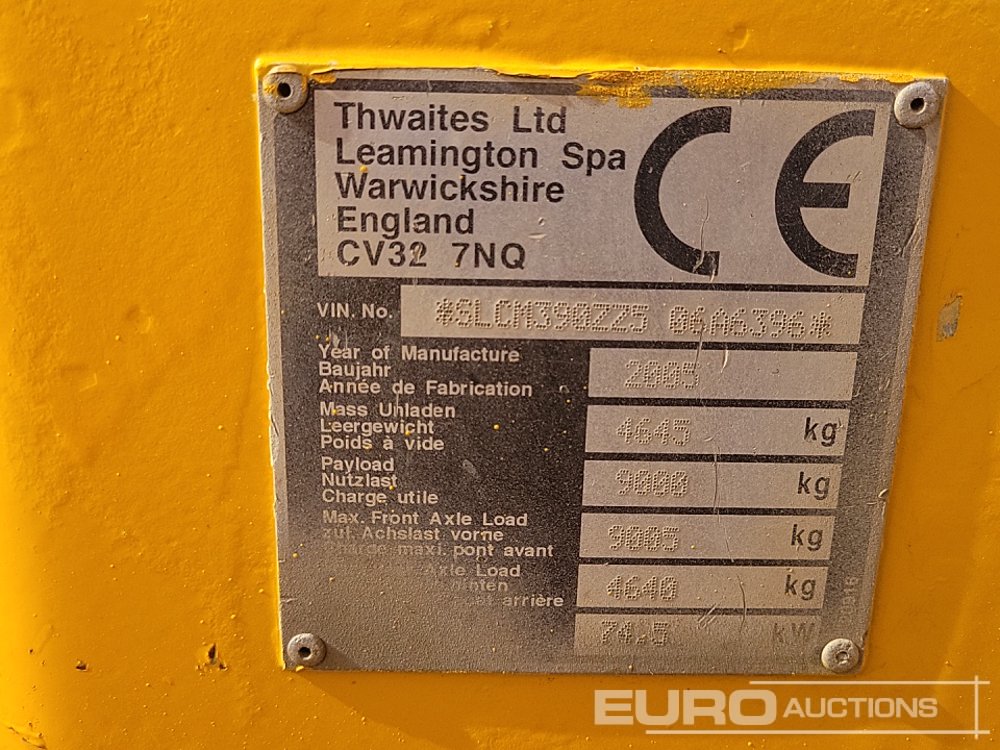 Thwaites Ltd
Leamington Spa
Warwickshire
England
CV32 7NQ
CE
VIN. No. *SLCM390ZZ5 06A6396*
Year of Manufacture
Baujahr 2005
Année de Fabrication
Mass Unladen
Leergewicht 4645 kg
Poids à vide
Payload
Nutzlast 9000 kg
Charge utile
Max. Front Axle Load
zul. Achslast vorne 9005 kg
Charge maxi. pont avant
Axle Load
hinten 4640 kg
pont arrière
74.5 kW
EURO AUCTIONS